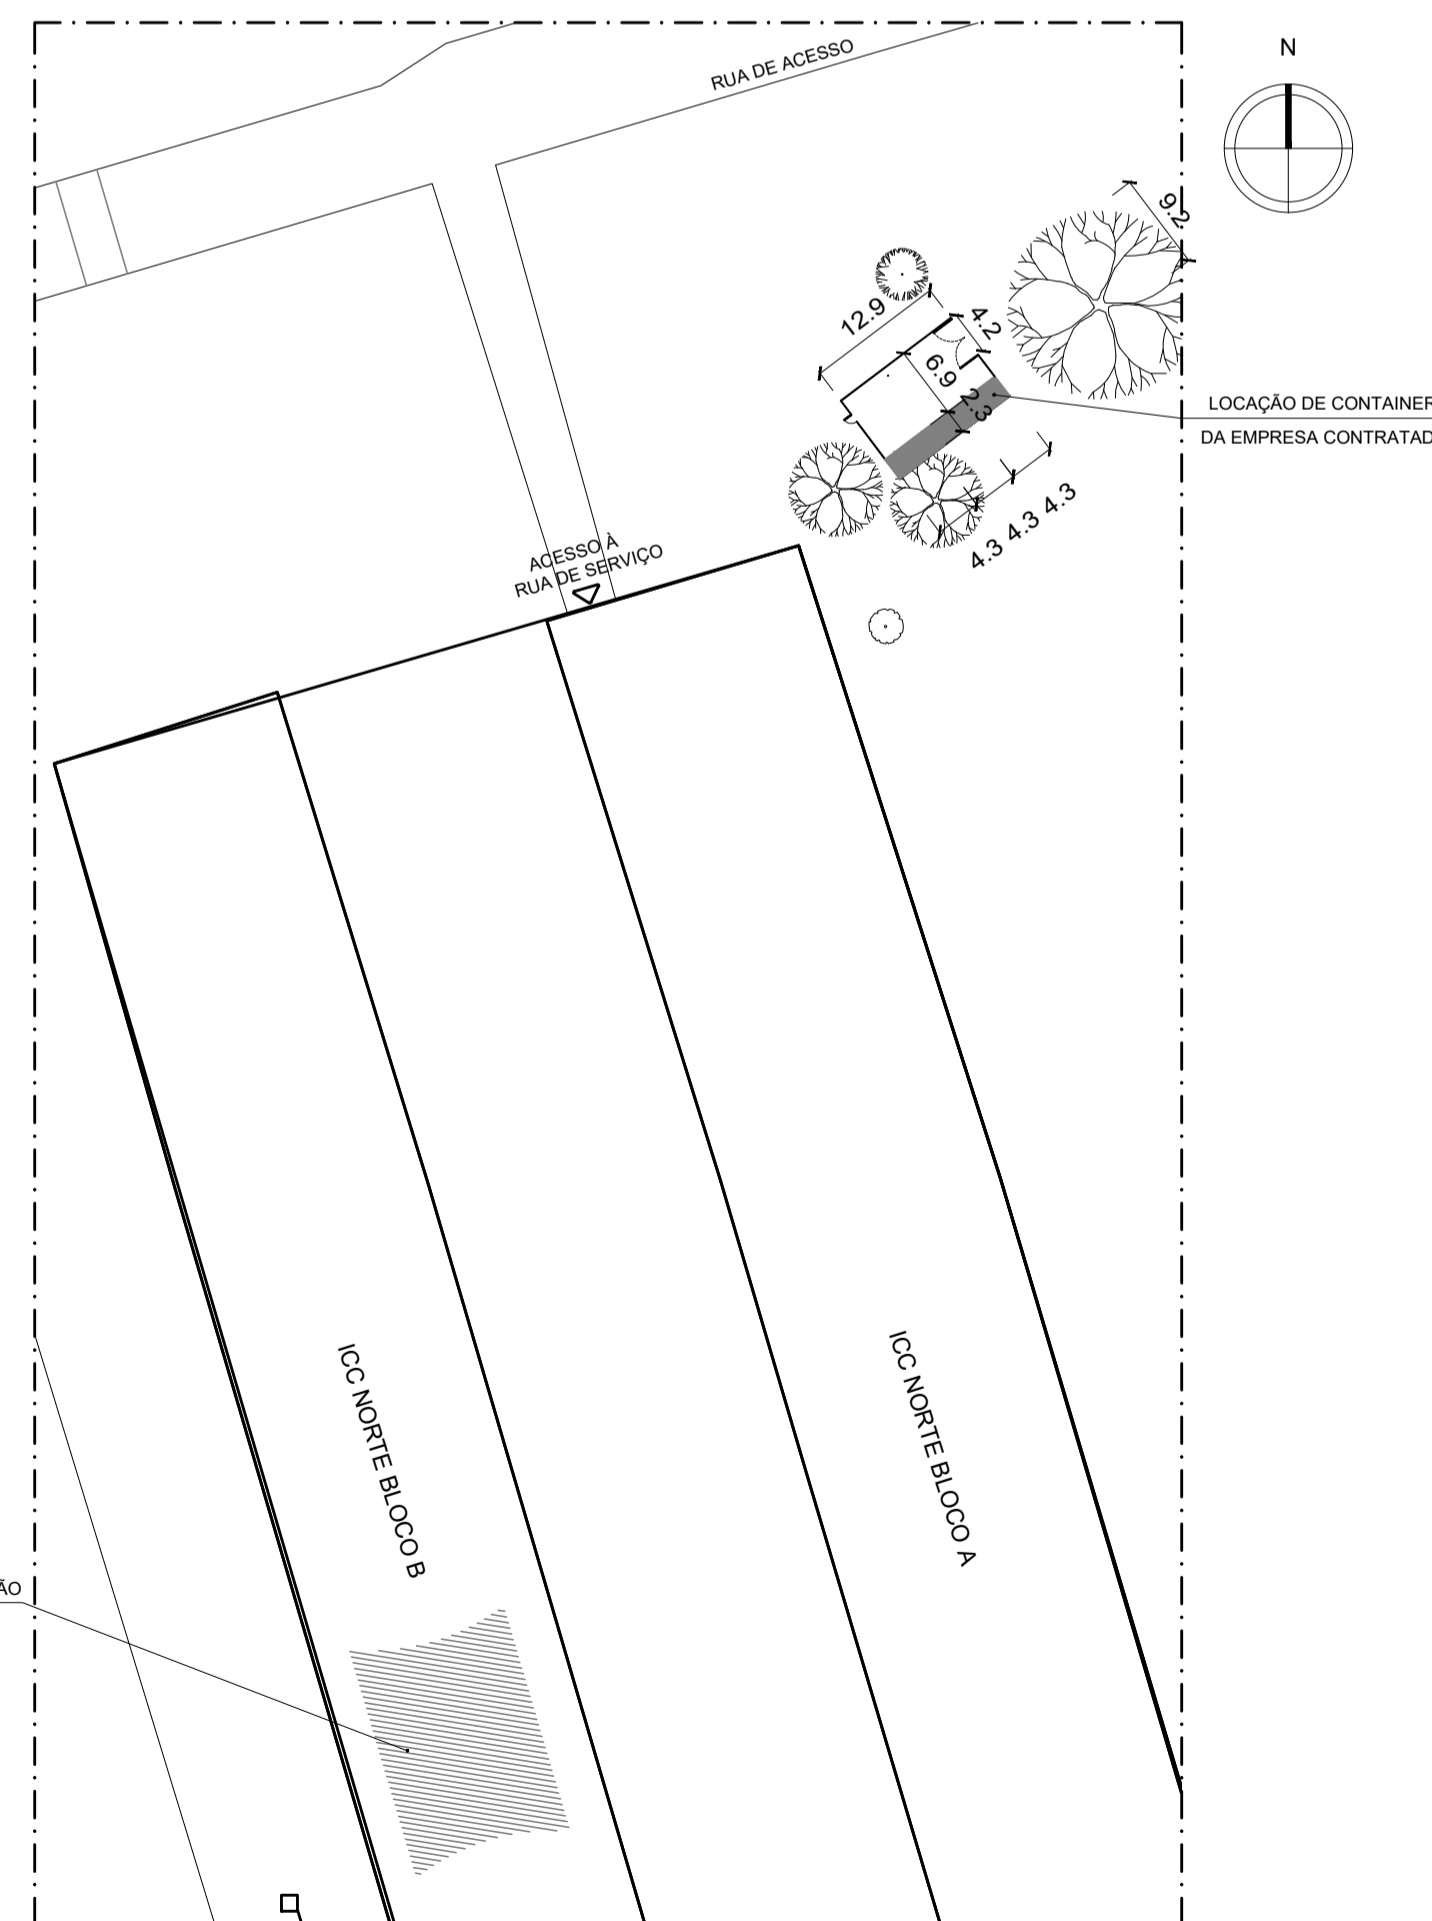 RUA DE ACESSO
N
9.2
12.9
4.2
6.9
2.3
LOCAÇÃO DE CONTAINER
DA EMPRESA CONTRATAD
4.3 4.3 4.3
ACESSO À
RUA DE SERVIÇO
ICC NORTE BLOCO B
ICC NORTE BLOCO A
ÃO